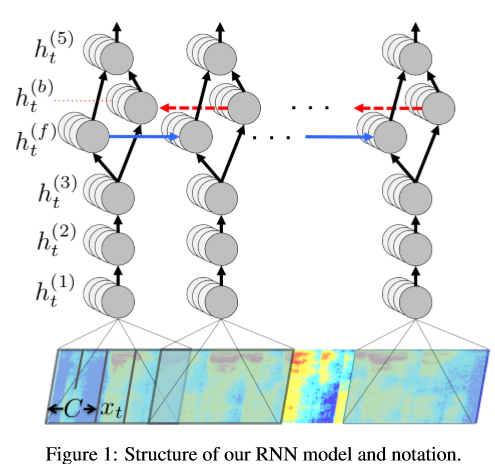 h_t^{(5)}
h_t^{(b)}
h_t^{(f)}
h_t^{(3)}
h_t^{(2)}
h_t^{(1)}
C x_t
Figure 1: Structure of our RNN model and notation.